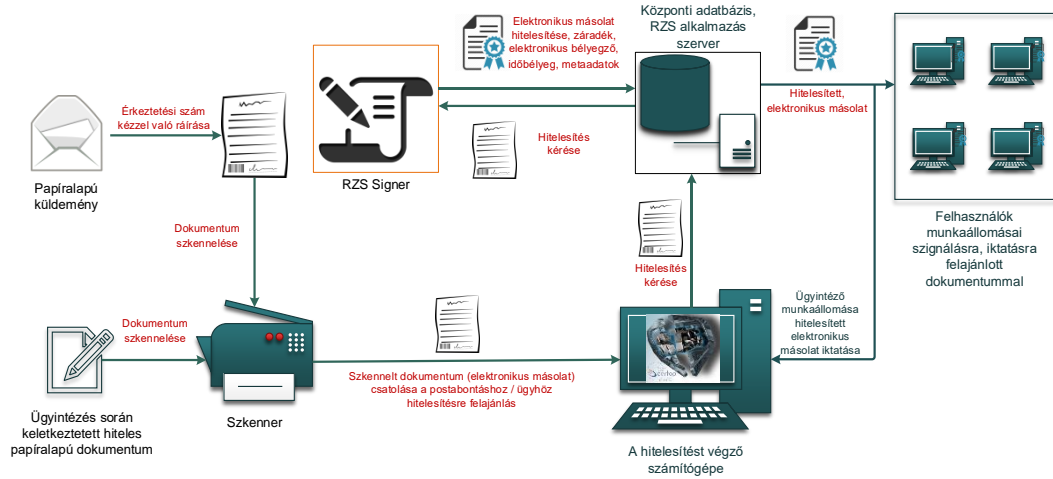 Elektronikus másolat
hitelesítése, záradék,
elektronikus bélyegző,
időbélyeg, metaadatok
Központi adatbázis,
RZS alkalmazás
szerver
Érkeztetési szám
kézzel való ráírása
Hitelesítés
kérése
Hitelesített,
elektronikus másolat
Papíralapú
küldemény
RZS Signer
Dokumentum
szkennelése
Hitelesítés
kérése
Felhasználók
munkaállomásai
szignálásra, iktatásra
felajánlott
dokumentummal
Dokumentum
szkennelése
Ügyintéző
munkaállomása
hitelesített
elektronikus
másolat iktatása
Szkennelt dokumentum (elektronikus másolat)
csatolása a postabontáshoz / ügyhöz
hitelesítésre felajánlás
Ügyintézés során
keletkeztetett hiteles
papíralapú dokumentum
Szkenner
A hitelesítést végző
számítógépe